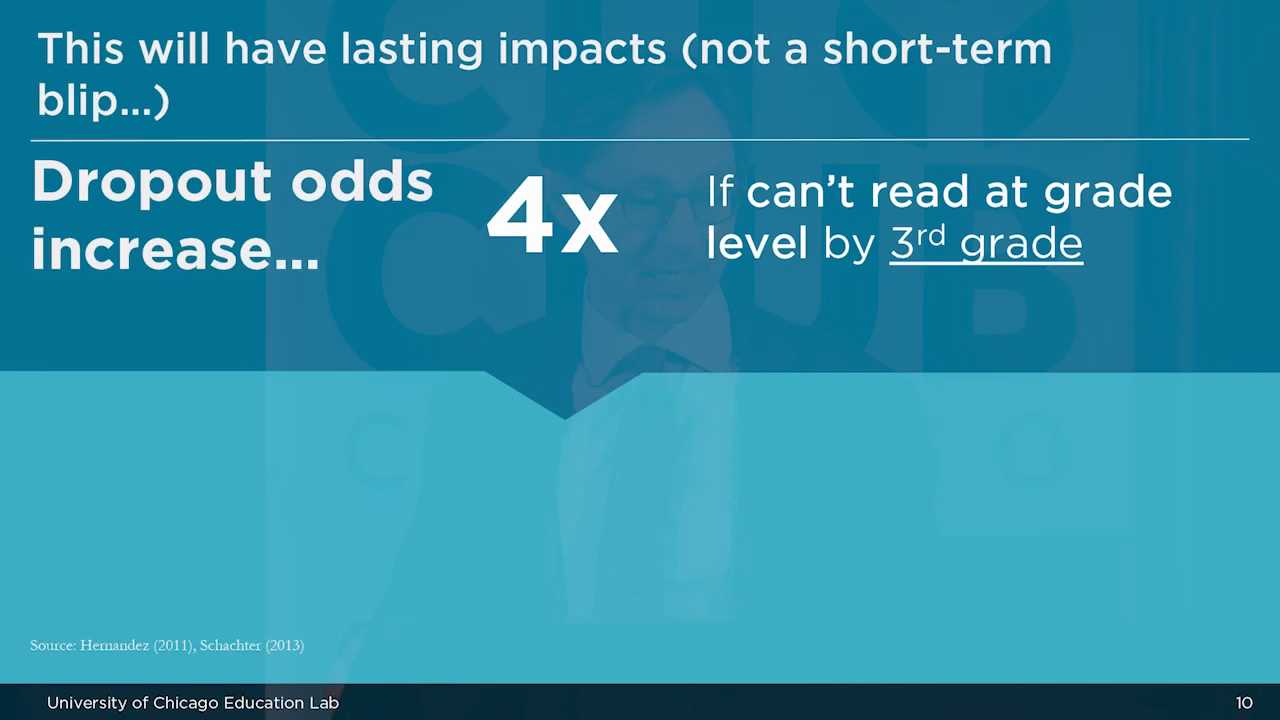 This will have lasting impacts (not a short-term
blip...)
Dropout odds
increase...
4x
If can't read at grade
level by 3rd grade
Source: Hernandez (2011), Schachter (2013)
University of Chicago Education Lab
10